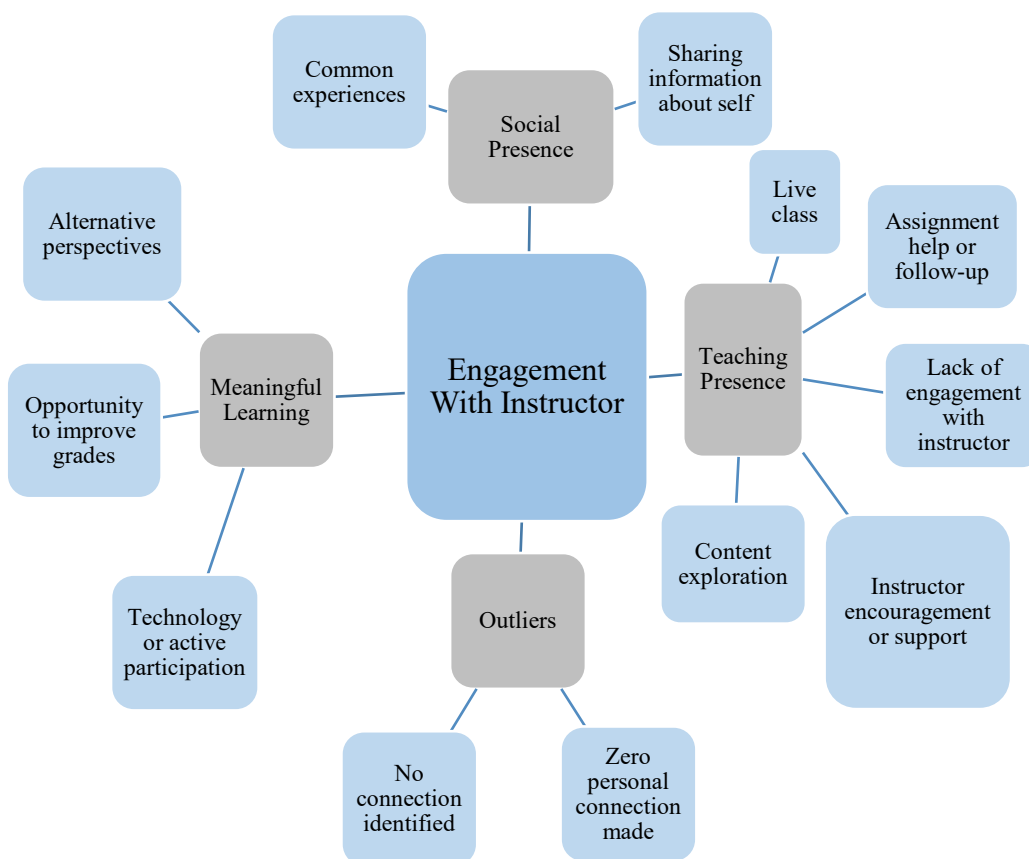 Common
experiences
Sharing
information
about self
Social
Presence
Live
class
Alternative
perspectives
Assignment
help or
follow-up
Engagement
With Instructor
Teaching
Presence
Meaningful
Learning
Lack of
engagement
with
instructor
Opportunity
to improve
grades
Content
exploration
Instructor
encouragement
or support
Outliers
Technology
or active
participation
No
connection
identified
Zero
personal
connection
made